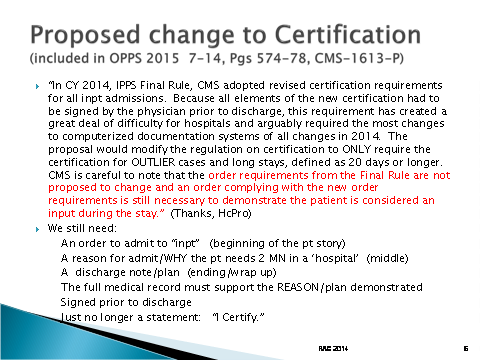 Proposed change to Certification
(included in OPPS 2015 7-14, Pgs 574-78, CMS-1613-P)
"In CY 2014, IPPS Final Rule, CMS adopted revised certification requirements
for all inpt admissions. Because all elements of the new certification had to
be signed by the physician prior to discharge, this requirement has created a
great deal of difficulty for hospitals and arguably required the most changes
to computerized documentation systems of all changes in 2014. The
proposal would modify the regulation on certification to ONLY require the
certification for OUTLIER cases and long stays, defined as 20 days or longer.
CMS is careful to note that the order requirements from the Final Rule are not
proposed to change and an order complying with the new order
requirements is still necessary to demonstrate the patient is considered an
input during the stay." (Thanks, HcPro)
We still need:
An order to admit to "inpt" (beginning of the pt story)
A reason for admit/WHY the pt needs 2 MN in a 'hospital' (middle)
A discharge note/plan (ending/wrap up)
The full medical record must support the REASON/plan demonstrated
Signed prior to discharge
Just no longer a statement: "I Certify."
RAC 2014
6